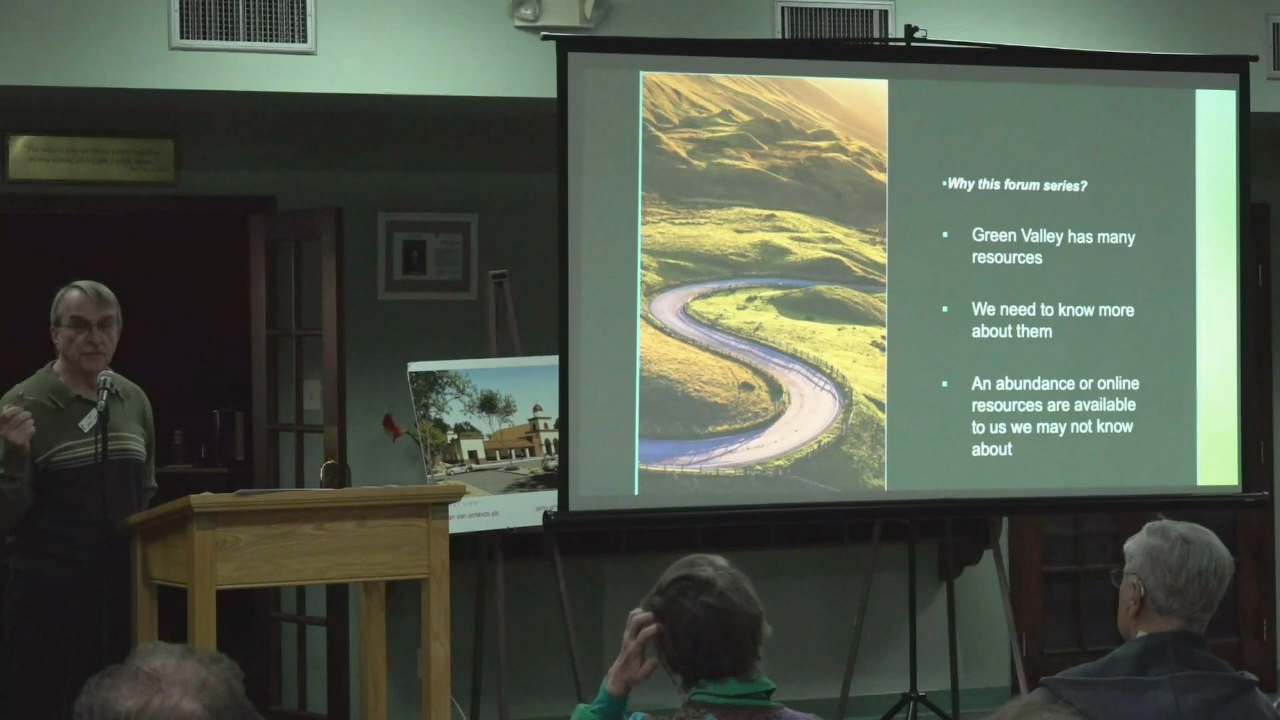 ▪Why this forum series?
▪ Green Valley has many
resources
▪ We need to know more
about them
▪ An abundance or online
resources are available
to us we may not know
about